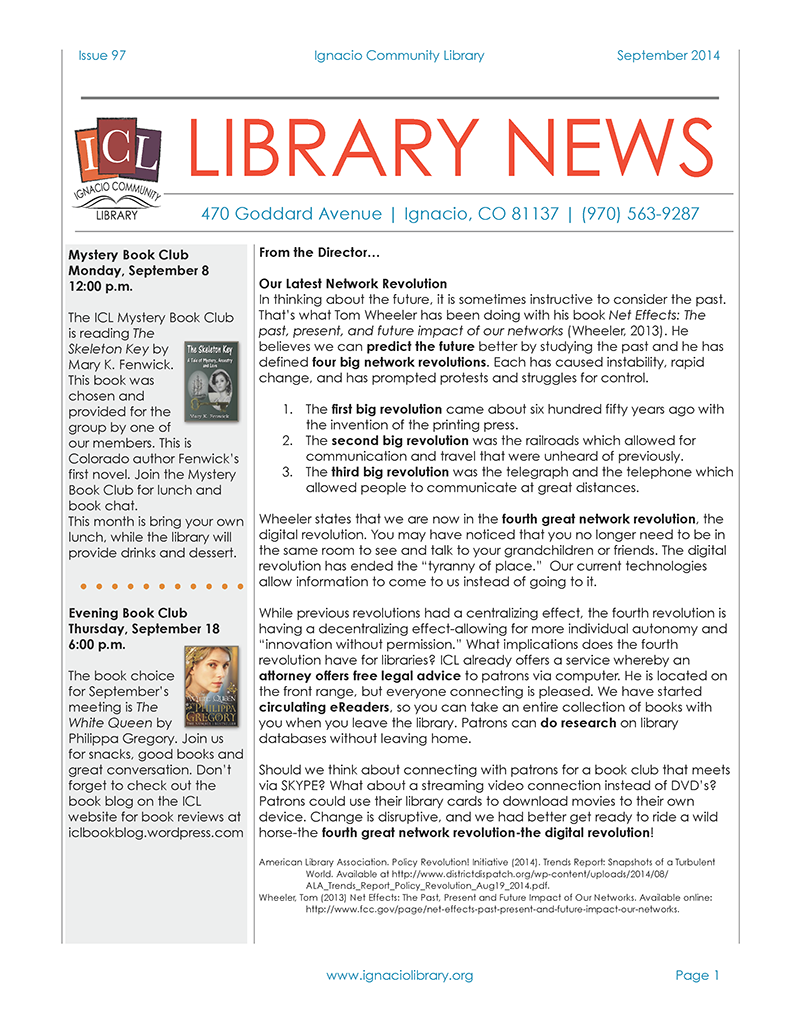 Issue 97 Ignacio Community Library September 2014
ICL
IGNACIO COMMUNITY
LIBRARY
LIBRARY NEWS
470 Goddard Avenue | Ignacio, CO 81137 | (970) 563-9287
Mystery Book Club
Monday, September 8
12:00 p.m.
The ICL Mystery Book Club
is reading The
Skeleton Key by
Mary K. Fenwick.
This book was
chosen and
provided for the
group by one of
our members. This is
Colorado author Fenwick's
first novel. Join the Mystery
Book Club for lunch and
book chat.
This month is bring your own
lunch, while the library will
provide drinks and dessert.
The Skeleton Key
A Tale of Mystery, Ancestry
and Love
Mary K. Fenwick
Evening Book Club
Thursday, September 18
6:00 p.m.
The book choice
for September's
meeting is The
White Queen by
Philippa Gregory. Join us
for snacks, good books and
great conversation. Don't
forget to check out the
book blog on the ICL
website for book reviews at
iclbookblog.wordpress.com
WHITE QUEEN
PHILIPPA
GREGORY
From the Director…
Our Latest Network Revolution
In thinking about the future, it is sometimes instructive to consider the past.
That's what Tom Wheeler has been doing with his book Net Effects: The
past, present, and future impact of our networks (Wheeler, 2013). He
believes we can predict the future better by studying the past and he has
defined four big network revolutions. Each has caused instability, rapid
change, and has prompted protests and struggles for control.
1. The first big revolution came about six hundred fifty years ago with
the invention of the printing press.
2. The second big revolution was the railroads which allowed for
communication and travel that were unheard of previously.
3. The third big revolution was the telegraph and the telephone which
allowed people to communicate at great distances.
Wheeler states that we are now in the fourth great network revolution, the
digital revolution. You may have noticed that you no longer need to be in
the same room to see and talk to your grandchildren or friends. The digital
revolution has ended the "tyranny of place." Our current technologies
allow information to come to us instead of going to it.
While previous revolutions had a centralizing effect, the fourth revolution is
having a decentralizing effect-allowing for more individual autonomy and
"innovation without permission." What implications does the fourth
revolution have for libraries? ICL already offers a service whereby an
attorney offers free legal advice to patrons via computer. He is located on
the front range, but everyone connecting is pleased. We have started
circulating eReaders, so you can take an entire collection of books with
you when you leave the library. Patrons can do research on library
databases without leaving home.
Should we think about connecting with patrons for a book club that meets
via SKYPE? What about a streaming video connection instead of DVD's?
Patrons could use their library cards to download movies to their own
device. Change is disruptive, and we had better get ready to ride a wild
horse-the fourth great network revolution-the digital revolution!
American Library Association. Policy Revolution! Initiative (2014). Trends Report: Snapshots of a Turbulent
World. Available at http://www.districtdispatch.org/wp-content/uploads/2014/08/
ALA_Trends_Report_Policy_Revolution_Aug19_2014.pdf.
Wheeler, Tom (2013) Net Effects: The Past, Present and Future Impact of Our Networks. Available online:
http://www.fcc.gov/page/net-effects-past-present-and-future-impact-our-networks.
www.ignaciolibrary.org Page 1